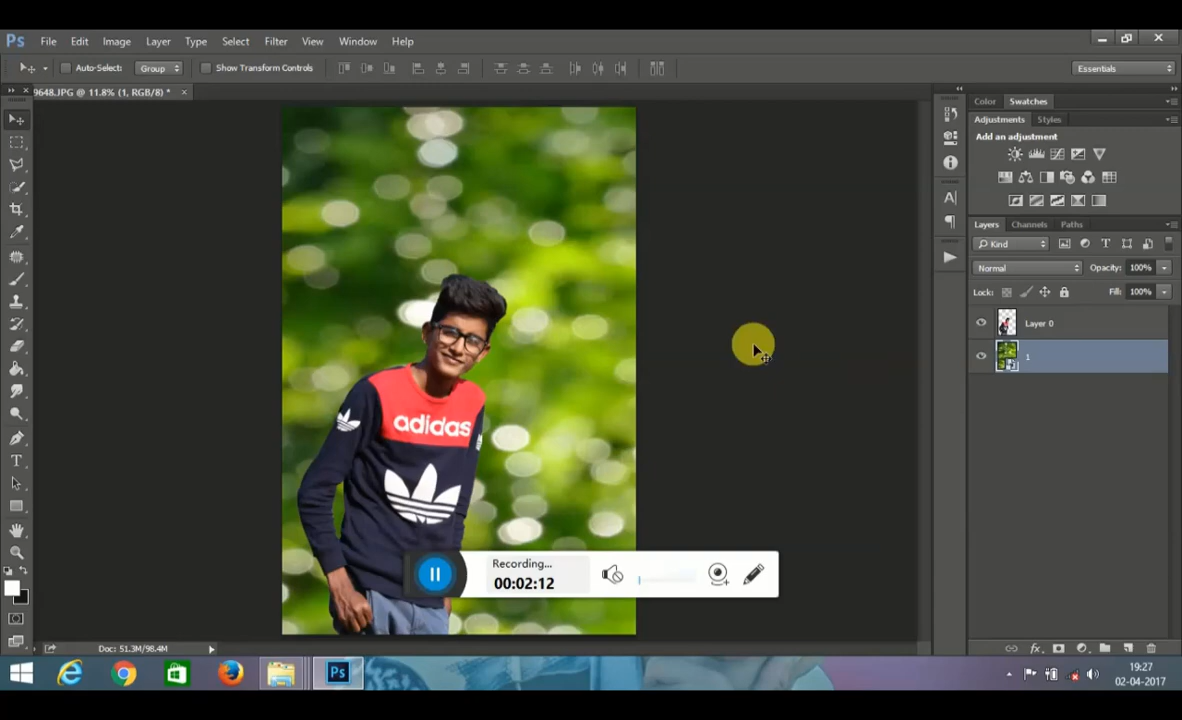 Ps File Edit Image Layer Type Select Filter View Window Help
Auto-Select: Group Show Transform Controls Essentials
9648.JPG @ 11.8% (1, RGB/8) * ×
Color Swatches
Adjustments Styles
Add an adjustment
Layers Channels Paths
Kind
Normal Opacity: 100%
Lock: Fill: 100%
Layer 0
1
adidas
Recording...
00:02:12
Doc: 51.3M/98.4M
Ps
19:27
02-04-2017